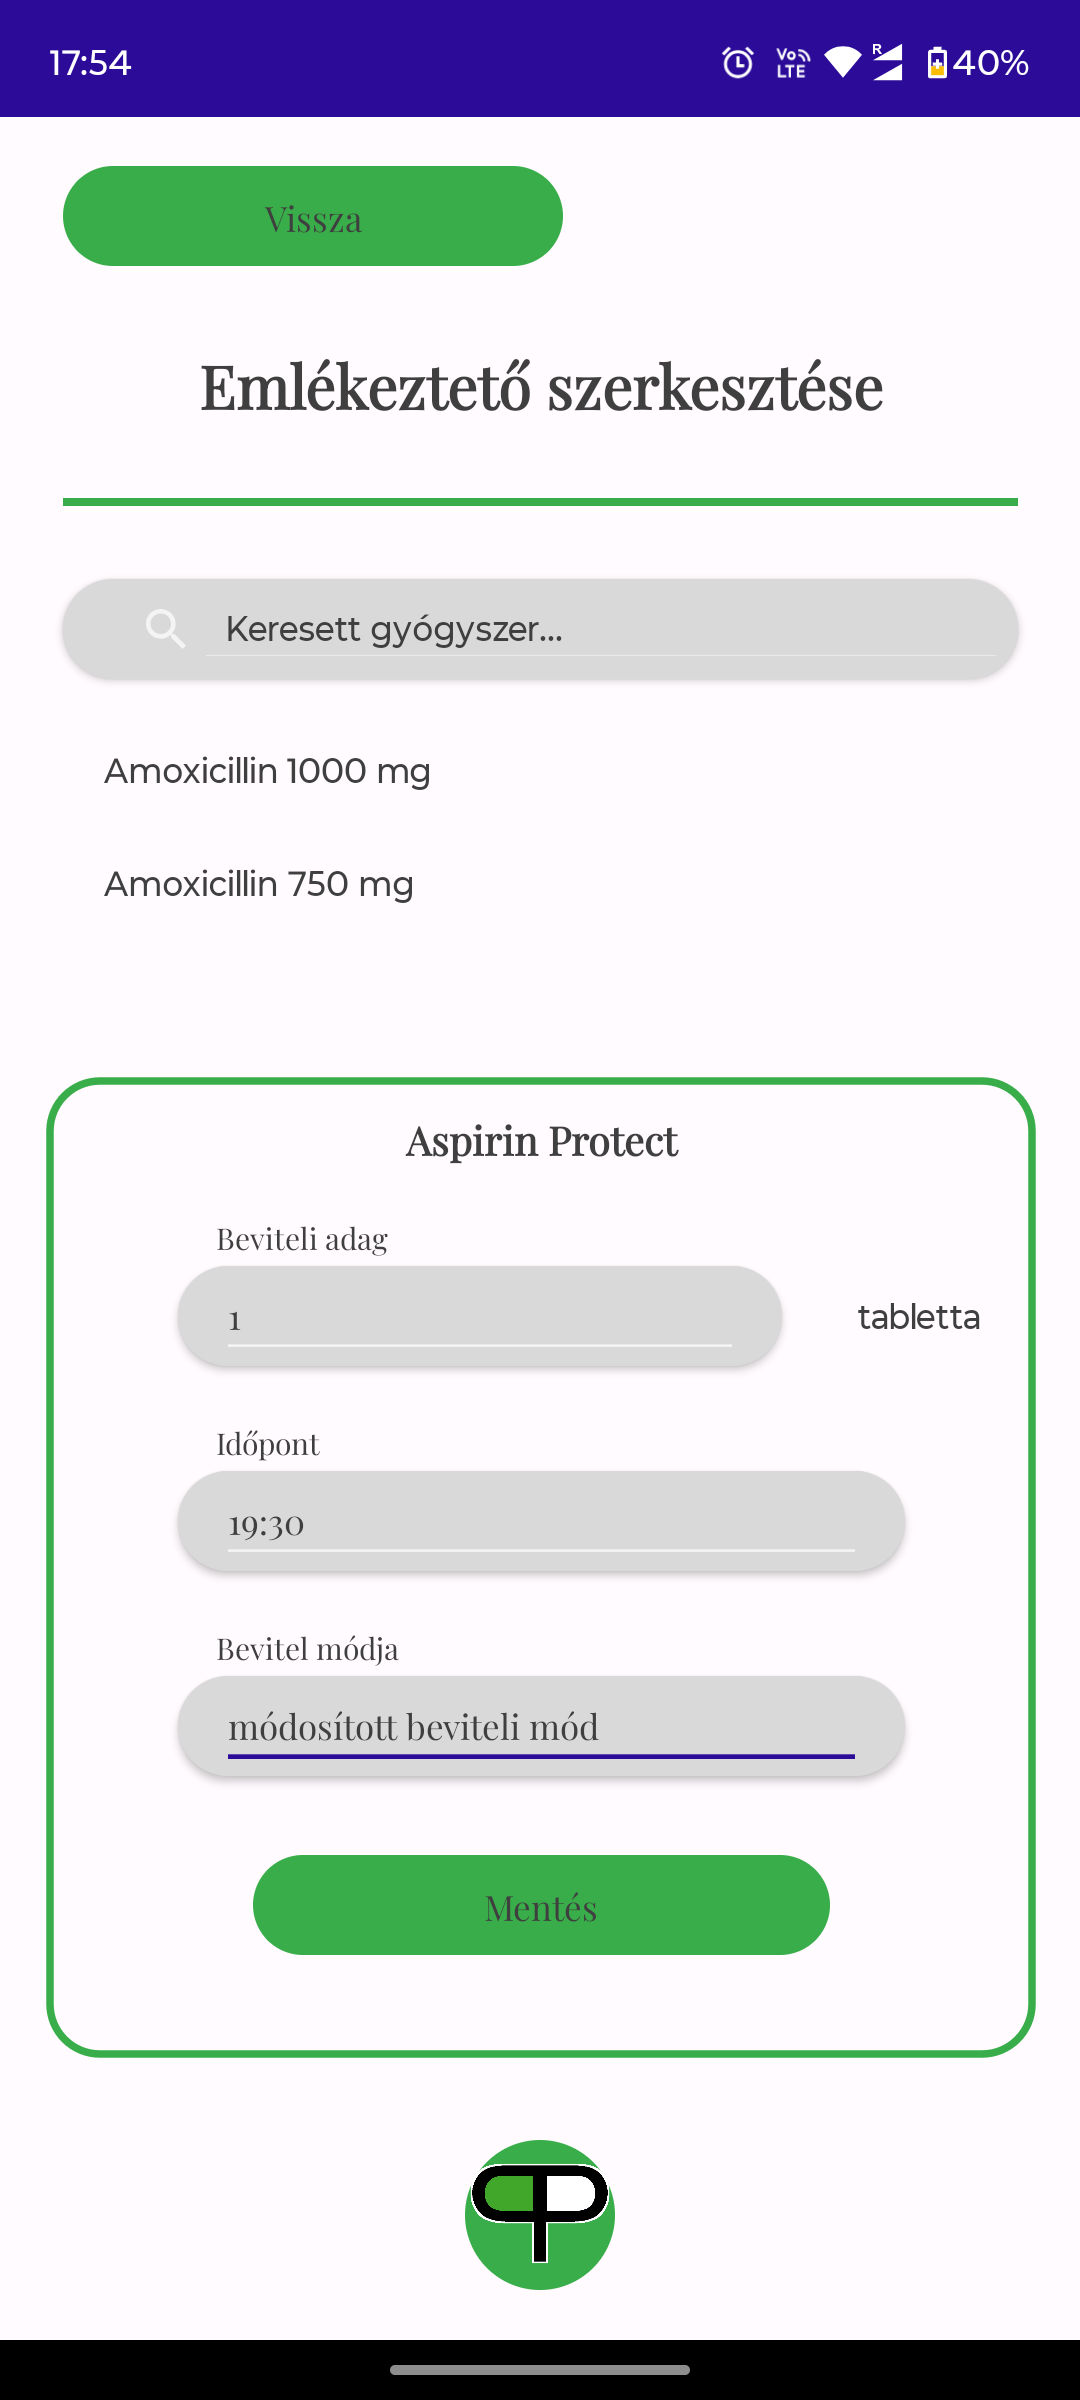 17:54
Vo LTE R 40%
Vissza
Emlékeztető szerkesztése
Keresett gyógyszer...
Amoxicillin 1000 mg
Amoxicillin 750 mg
Aspirin Protect
Beviteli adag
1 tabletta
Időpont
19:30
Bevitel módja
módosított beviteli mód
Mentés